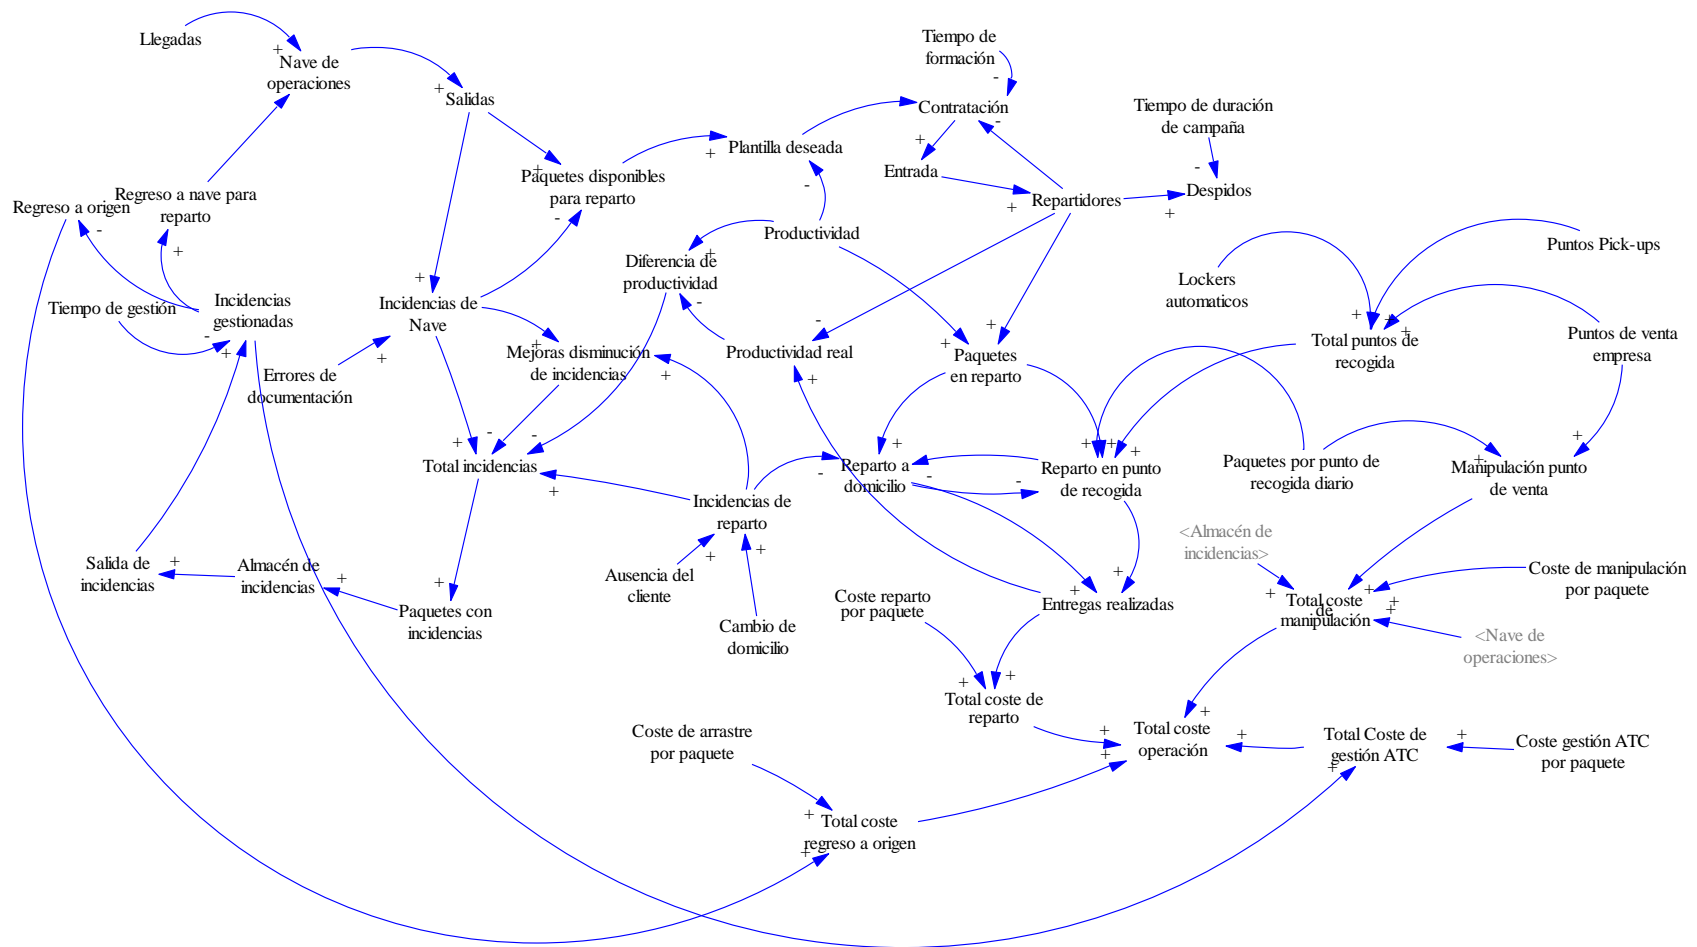 Llegadas
Nave de
operaciones
Salidas
Tiempo de
formación
Contratación
Tiempo de duración
de campaña
Plantilla deseada
Entrada
Repartidores
Despidos
Paquetes disponibles
para reparto
Regreso a origen
Regreso a nave para
reparto
Productividad
Puntos Pick-ups
Diferencia de
productividad
Lockers
automaticos
Tiempo de gestión
Incidencias
gestionadas
Incidencias de
Nave
Mejoras disminución
de incidencias
Productividad real
Paquetes
en reparto
Total puntos de
recogida
Puntos de venta
empresa
Errores de
documentación
Total incidencias
Reparto a
domicilio
Reparto en punto
de recogida
Paquetes por punto de
recogida diario
Manipulación punto
de venta
Incidencias de
reparto
<Almacén de
incidencias>
Salida de
incidencias
Almacén de
incidencias
Paquetes con
incidencias
Ausencia del
cliente
Cambio de
domicilio
Coste reparto
por paquete
Entregas realizadas
Total coste
de
manipulación
Coste de manipulación
por paquete
<Nave de
operaciones>
Total coste de
reparto
Coste de arrastre
por paquete
Total coste
operación
Total Coste de
gestión ATC
Coste gestión ATC
por paquete
Total coste
regreso a origen